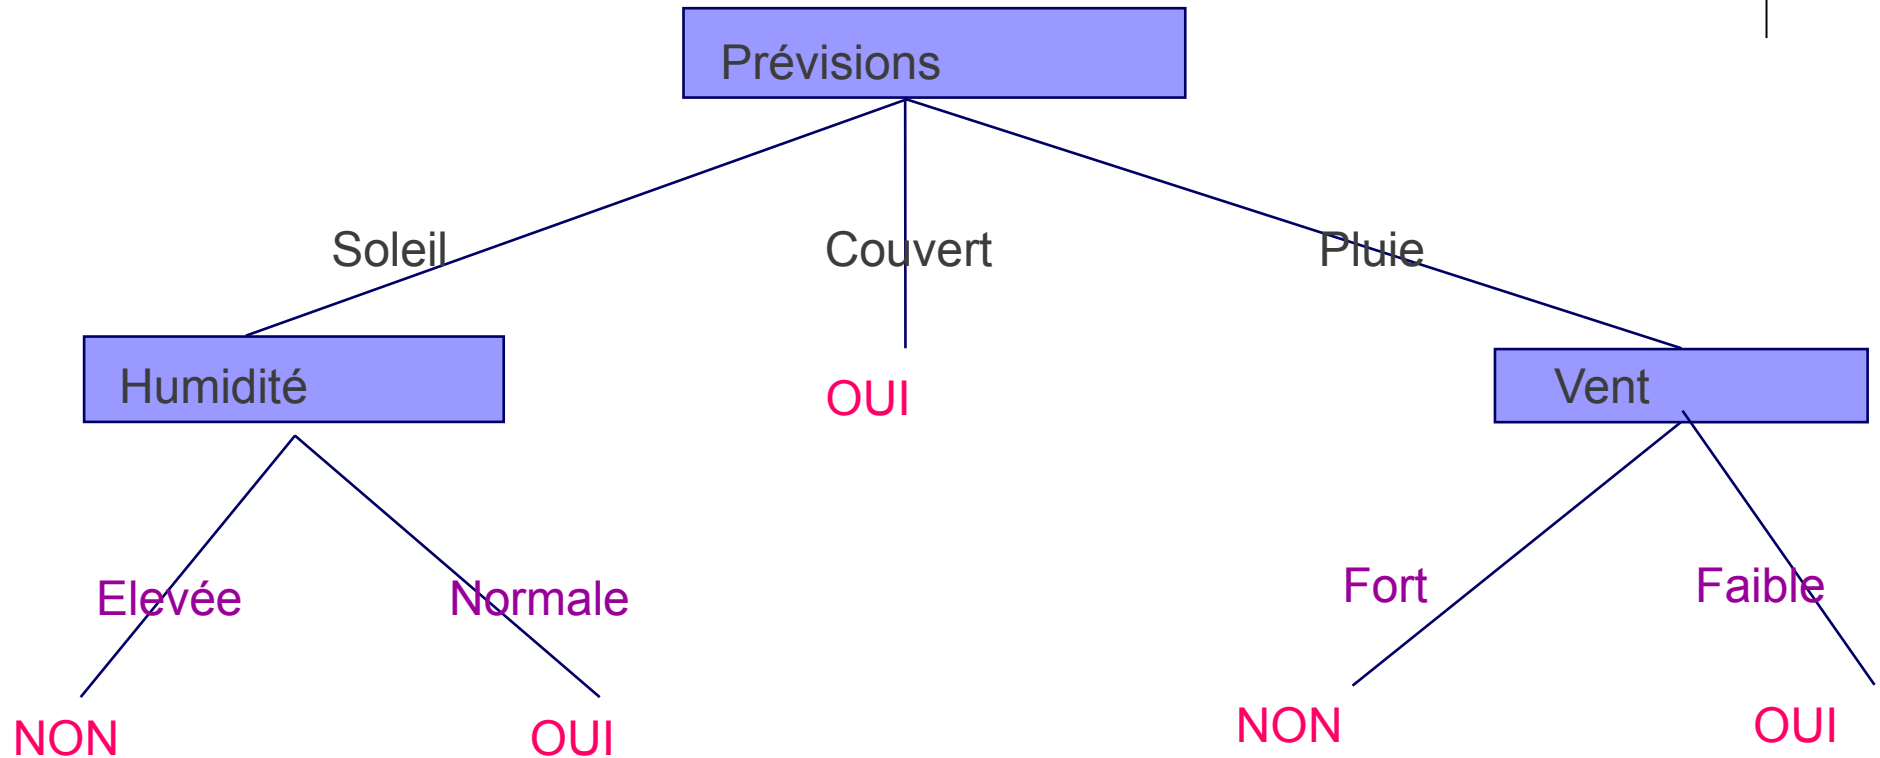 Prévisions
Soleil
Couvert
Pluie
Humidité
OUI
Vent
Elevée
Normale
Fort
Faible
NON
OUI
NON
OUI